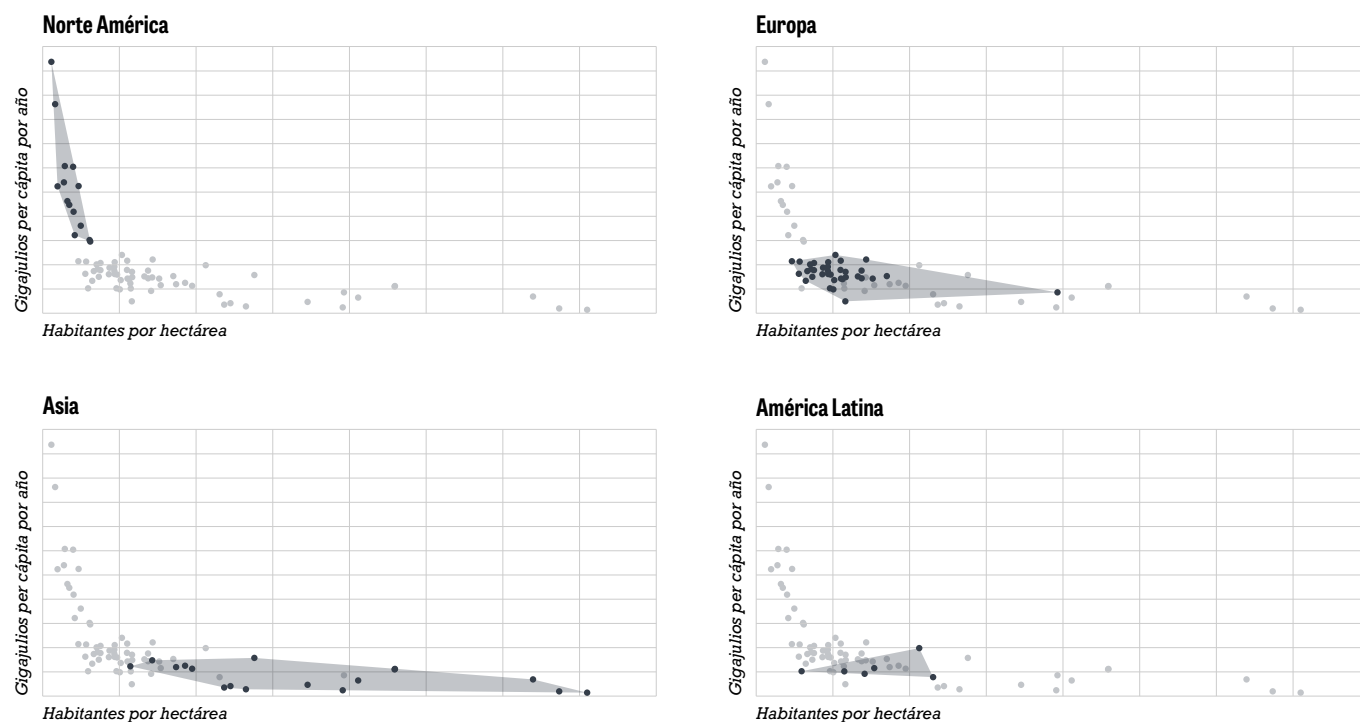 Norte América
Gigajulios per cápita por año
Habitantes por hectárea
Europa
Gigajulios per cápita por año
Habitantes por hectárea
Asia
Gigajulios per cápita por año
Habitantes por hectárea
América Latina
Gigajulios per cápita por año
Habitantes por hectárea